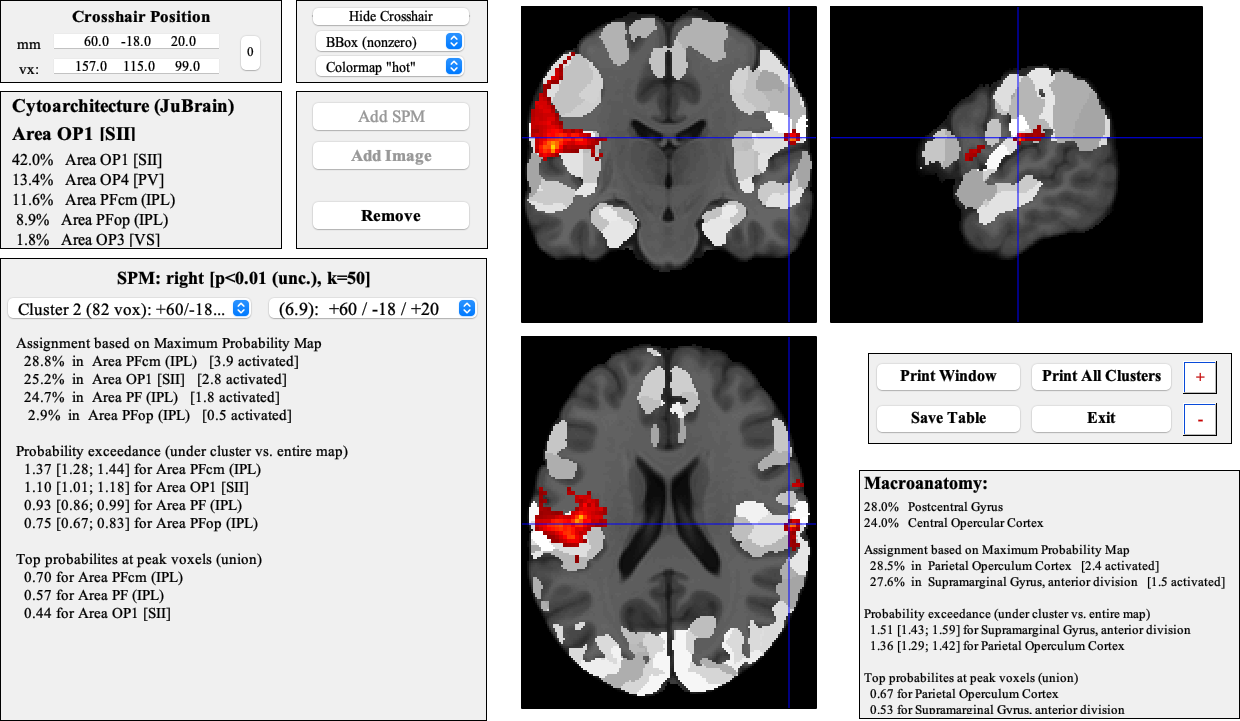 Crosshair Position
mm 60.0 -18.0 20.0
vx: 157.0 115.0 99.0
0
Hide Crosshair
BBox (nonzero)
Colormap "hot"
Cytoarchitecture (JuBrain)
Area OP1 [SII]
42.0% Area OP1 [SII]
13.4% Area OP4 [PV]
11.6% Area PFcm (IPL)
8.9% Area PFop (IPL)
1.8% Area OP3 [VS]
Add SPM
Add Image
Remove
SPM: right [p<0.01 (unc.), k=50]
Cluster 2 (82 vox): +60/-18...
(6.9): +60 / -18 / +20
Assignment based on Maximum Probability Map
28.8% in Area PFcm (IPL) [3.9 activated]
25.2% in Area OP1 [SII] [2.8 activated]
24.7% in Area PF (IPL) [1.8 activated]
2.9% in Area PFop (IPL) [0.5 activated]
Probability exceedance (under cluster vs. entire map)
1.37 [1.28; 1.44] for Area PFcm (IPL)
1.10 [1.01; 1.18] for Area OP1 [SII]
0.93 [0.86; 0.99] for Area PF (IPL)
0.75 [0.67; 0.83] for Area PFop (IPL)
Top probabilites at peak voxels (union)
0.70 for Area PFcm (IPL)
0.57 for Area PF (IPL)
0.44 for Area OP1 [SII]
Print Window
Print All Clusters
+
Save Table
Exit
-
Macroanatomy:
28.0% Postcentral Gyrus
24.0% Central Opercular Cortex
Assignment based on Maximum Probability Map
28.5% in Parietal Operculum Cortex [2.4 activated]
27.6% in Supramarginal Gyrus, anterior division [1.5 activated]
Probability exceedance (under cluster vs. entire map)
1.51 [1.43; 1.59] for Supramarginal Gyrus, anterior division
1.36 [1.29; 1.42] for Parietal Operculum Cortex
Top probabilites at peak voxels (union)
0.67 for Parietal Operculum Cortex
0.53 for Supramarginal Gyrus, anterior division